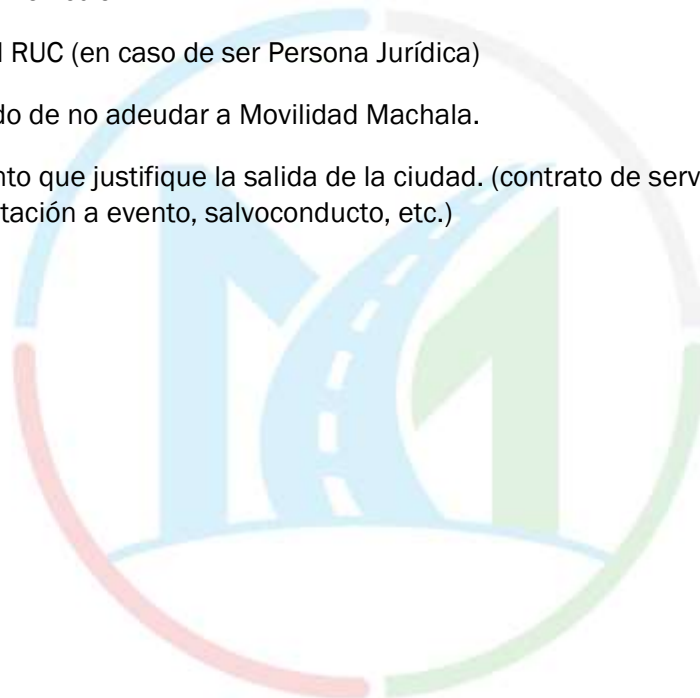 RUC (en caso de ser Persona Jurídica)
do de no adeudar a Movilidad Machala.
nto que justifique la salida de la ciudad. (contrato de serv
tación a evento, salvoconducto, etc.)